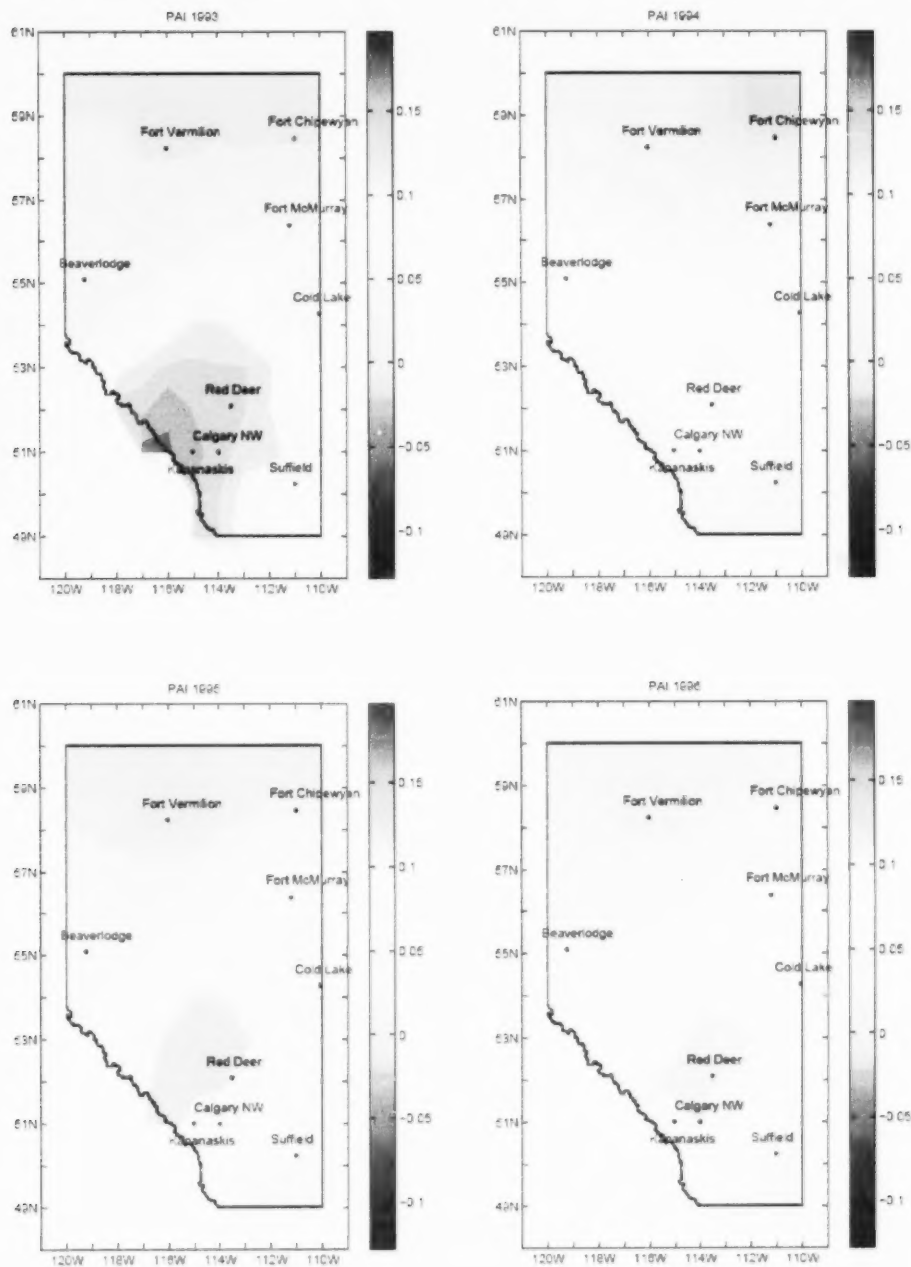 PAI 1993
61N
59N
57N
55N
53N
51N
49N
120W 118W 116W 114W 112W 110W
Fort Vermilion
Fort Chipewyan
Fort McMurray
Beaverlodge
Cold Lake
Red Deer
Calgary NW
Kananaskis
Suffield
0.15
0.1
0.05
0
-0.05
-0.1
PAI 1994
61N
59N
57N
55N
53N
51N
49N
120W 118W 116W 114W 112W 110W
Fort Vermilion
Fort Chipewyan
Fort McMurray
Beaverlodge
Cold Lake
Red Deer
Calgary NW
Kananaskis
Suffield
0.15
0.1
0.05
0
-0.05
-0.1
PAI 1995
61N
59N
57N
55N
53N
51N
49N
120W 118W 116W 114W 112W 110W
Fort Vermilion
Fort Chipewyan
Fort McMurray
Beaverlodge
Cold Lake
Red Deer
Calgary NW
Kananaskis
Suffield
0.15
0.1
0.05
0
-0.05
-0.1
PAI 1996
61N
59N
57N
55N
53N
51N
49N
120W 118W 116W 114W 112W 110W
Fort Vermilion
Fort Chipewyan
Fort McMurray
Beaverlodge
Cold Lake
Red Deer
Calgary NW
Kananaskis
Suffield
0.15
0.1
0.05
0
-0.05
-0.1